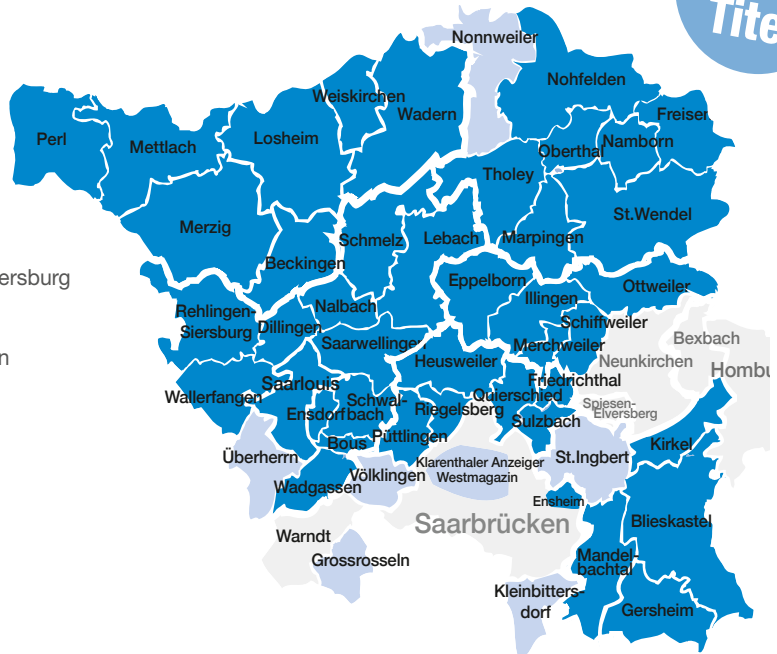 Tite
Nonnweiler
Nohfelden
Weiskirchen
Wadern
Freisen
Perl
Mettlach
Losheim
Oberthal
Namborn
Tholey
St.Wendel
Merzig
Schmelz
Lebach
Marpingen
Beckingen
ersburg
Eppelborn
Ottweiler
Illingen
Nalbach
Rehlingen-
Siersburg
Dillingen
Schiffweiler
Bexbach
Saarwellingen
Merchweiler
n
Heusweiler
Neunkirchen
Hombu
Friedrichthal
Saarlouis
Wallerfangen
Quierschied
Schwal-
bach
Spiesen-
Elversberg
Ensdorf
Riegelsberg
Sulzbach
Bous
Püttlingen
Kirkel
Überherrn
Klarenthaler Anzeiger
Westmagazin
St.Ingbert
Völklingen
Wadgassen
Ensheim
Saarbrücken
Blieskastel
Warndt
Grossrosseln
Mandel-
bachtal
Kleinbitters-
dorf
Gersheim